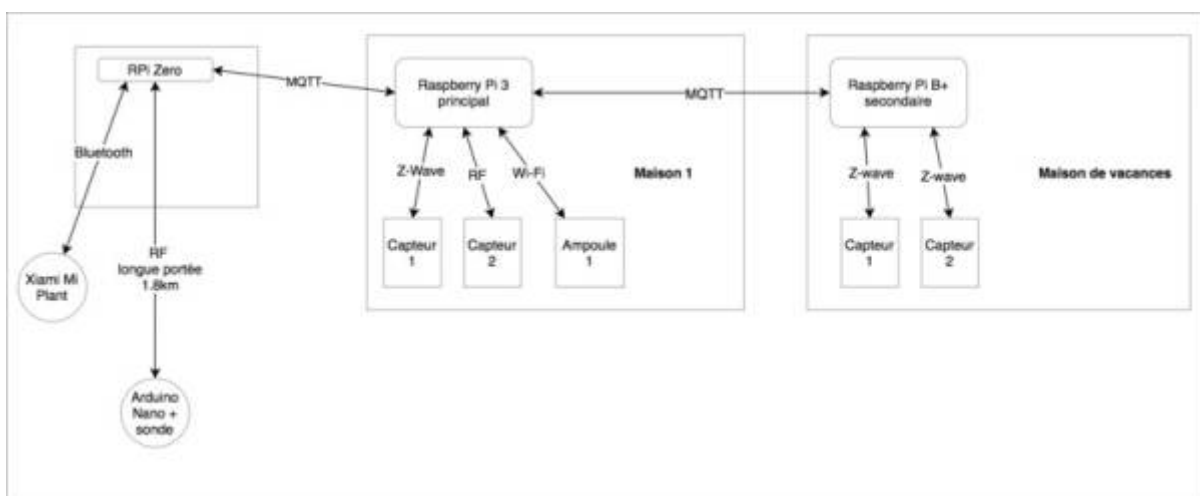 RPi Zero
MQTT
Bluetooth
RF
longue portée
1.8km
Xiami Mi
Plant
Arduino
Nano +
sonde
Raspberry Pi 3
principal
MQTT
Z-Wave
RF
Wi-Fi
Maison 1
Capteur
1
Capteur
2
Ampoule
1
Raspberry Pi B+
secondaire
Z-wave
Z-wave
Maison de vacances
Capteur
1
Capteur
2